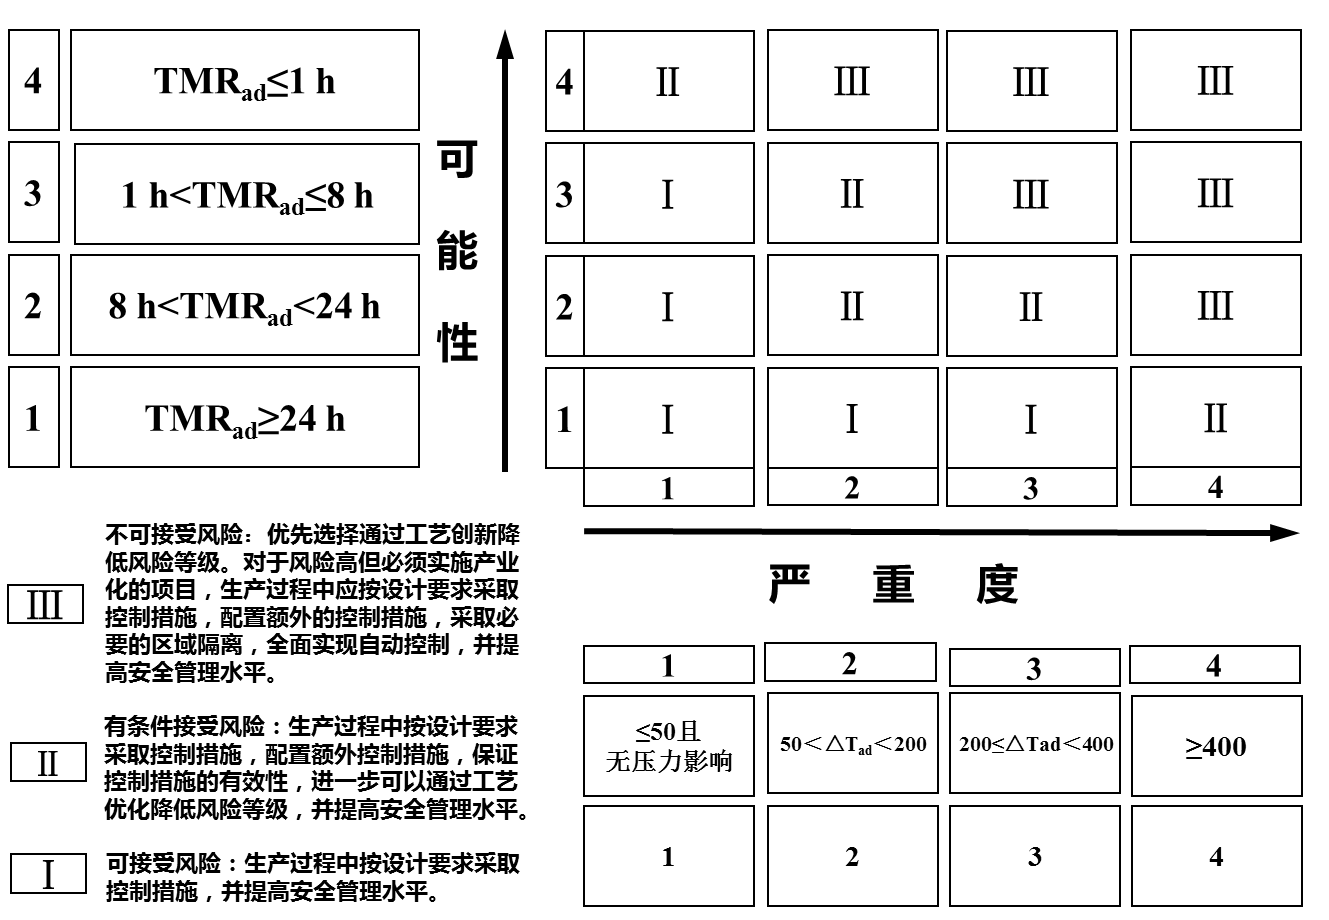 4
TMRad≤1 h
3
1 h<TMRad≤8 h
2
8 h<TMRad<24 h
1
TMRad≥24 h
可
能
性
4 Ⅱ Ⅲ Ⅲ Ⅲ
3 Ⅰ Ⅱ Ⅲ Ⅲ
2 Ⅰ Ⅱ Ⅱ Ⅲ
1 Ⅰ Ⅰ Ⅰ Ⅱ
1 2 3 4
严 重 度
1 2 3 4
≤50且
无压力影响
50＜△Tad＜200
200≤△Tad＜400
≥400
1 2 3 4
Ⅲ
不可接受风险：优先选择通过工艺创新降
低风险等级。对于风险高但必须实施产业
化的项目，生产过程中应按设计要求采取
控制措施，配置额外的控制措施，采取必
要的区域隔离，全面实现自动控制，并提
高安全管理水平。
Ⅱ
有条件接受风险：生产过程中按设计要求
采取控制措施，配置额外控制措施，保证
控制措施的有效性，进一步可以通过工艺
优化降低风险等级，并提高安全管理水平。
Ⅰ
可接受风险：生产过程中按设计要求采取
控制措施，并提高安全管理水平。